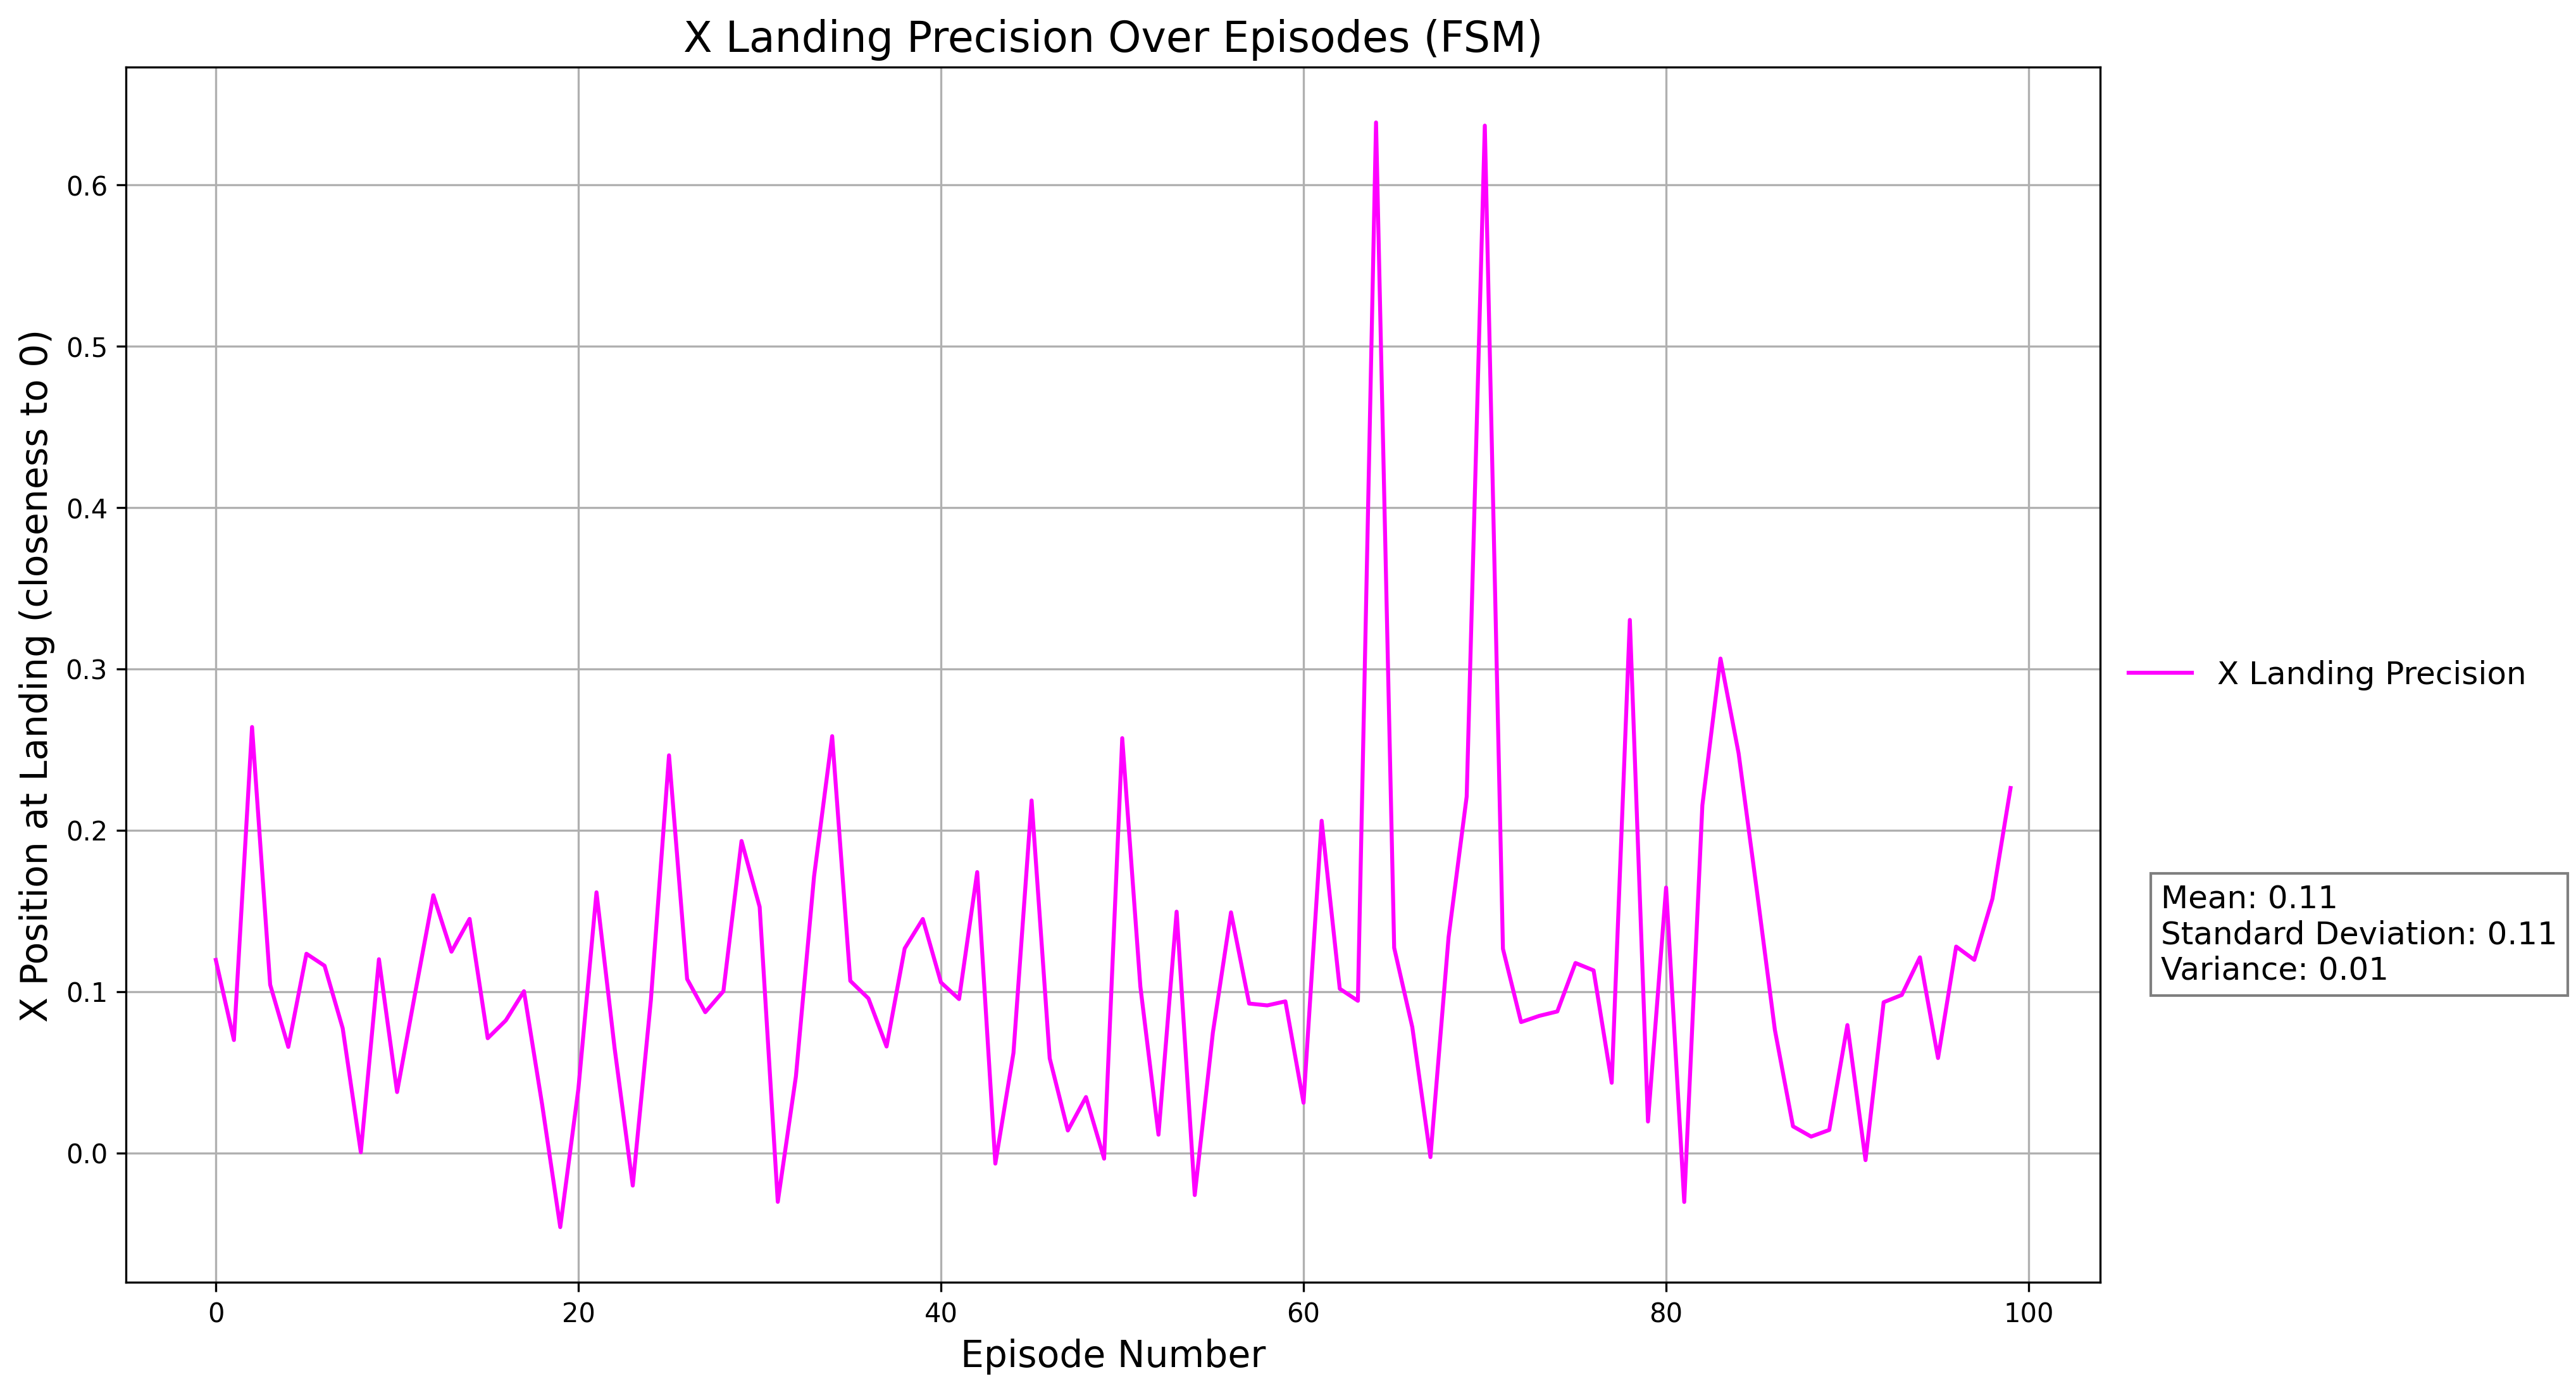 X Landing Precision Over Episodes (FSM)
X Position at Landing (closeness to 0)
0.6
0.5
0.4
0.3
0.2
0.1
0.0
0 20 40 60 80 100
Episode Number
X Landing Precision
Mean: 0.11
Standard Deviation: 0.11
Variance: 0.01